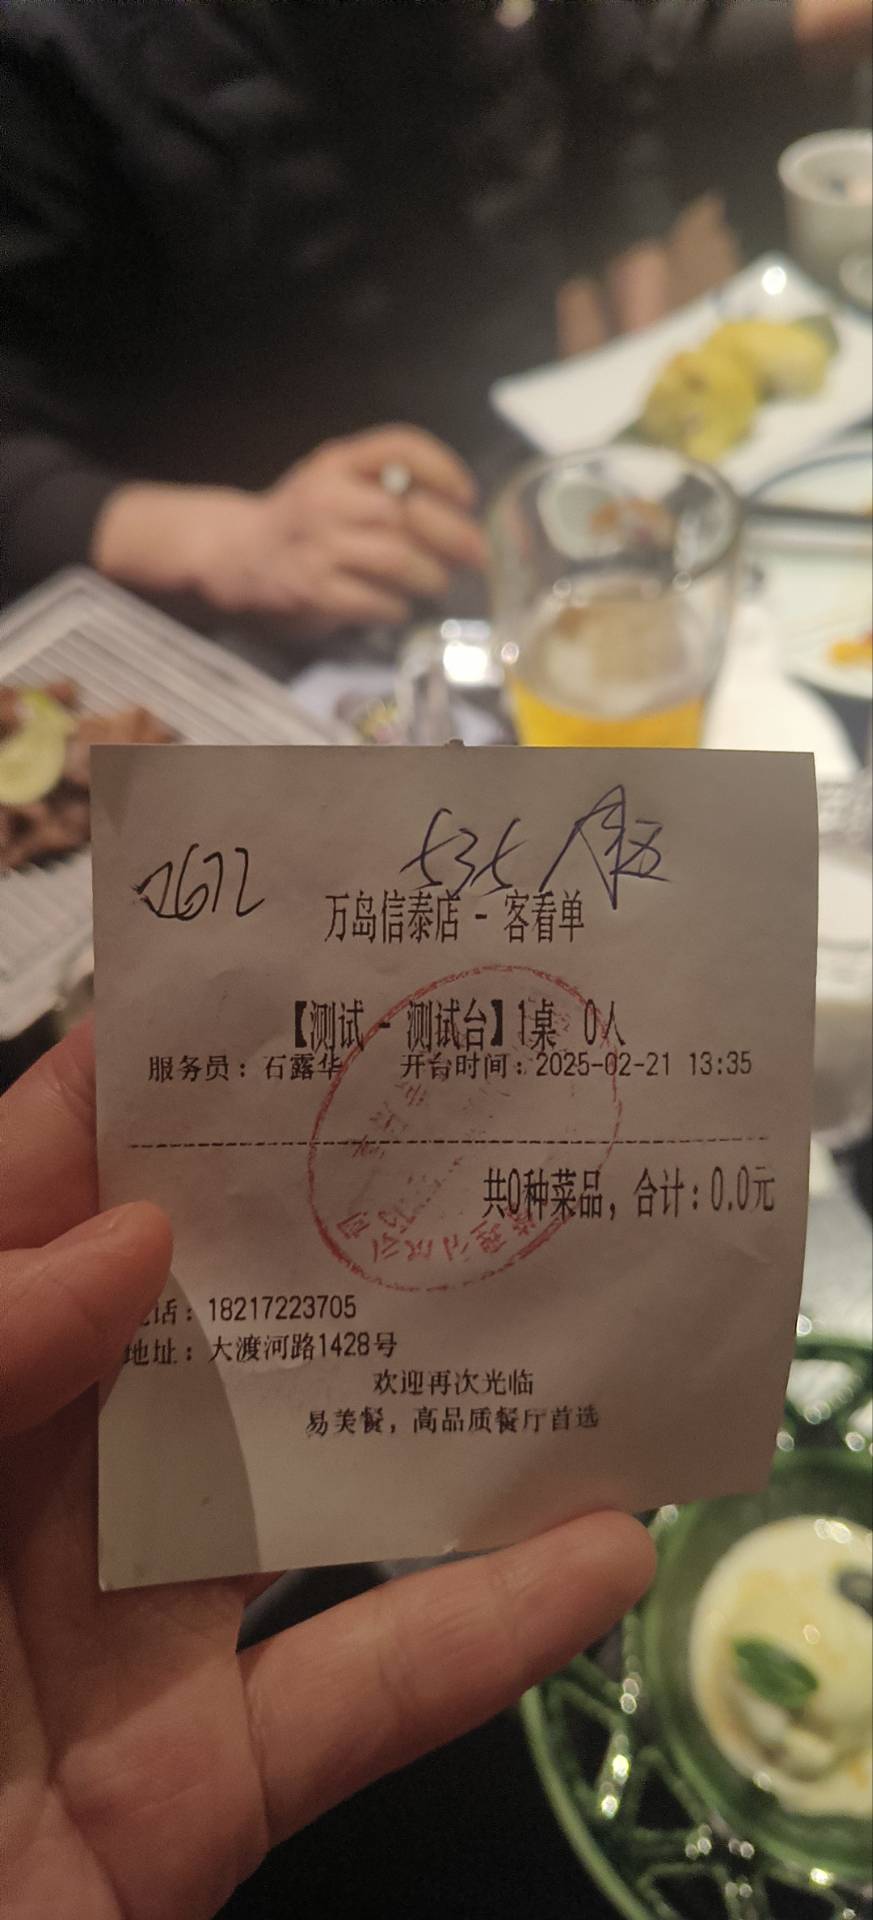 2672
535
万岛信泰店 - 客看单
【测试 - 测试台】1桌 0人
服务员：石露华 开台时间：2025-02-21 13:35
共0种菜品，合计：0.0元
话：18217223705
地址：大渡河路1428号
欢迎再次光临
易美餐，高品质餐厅首选